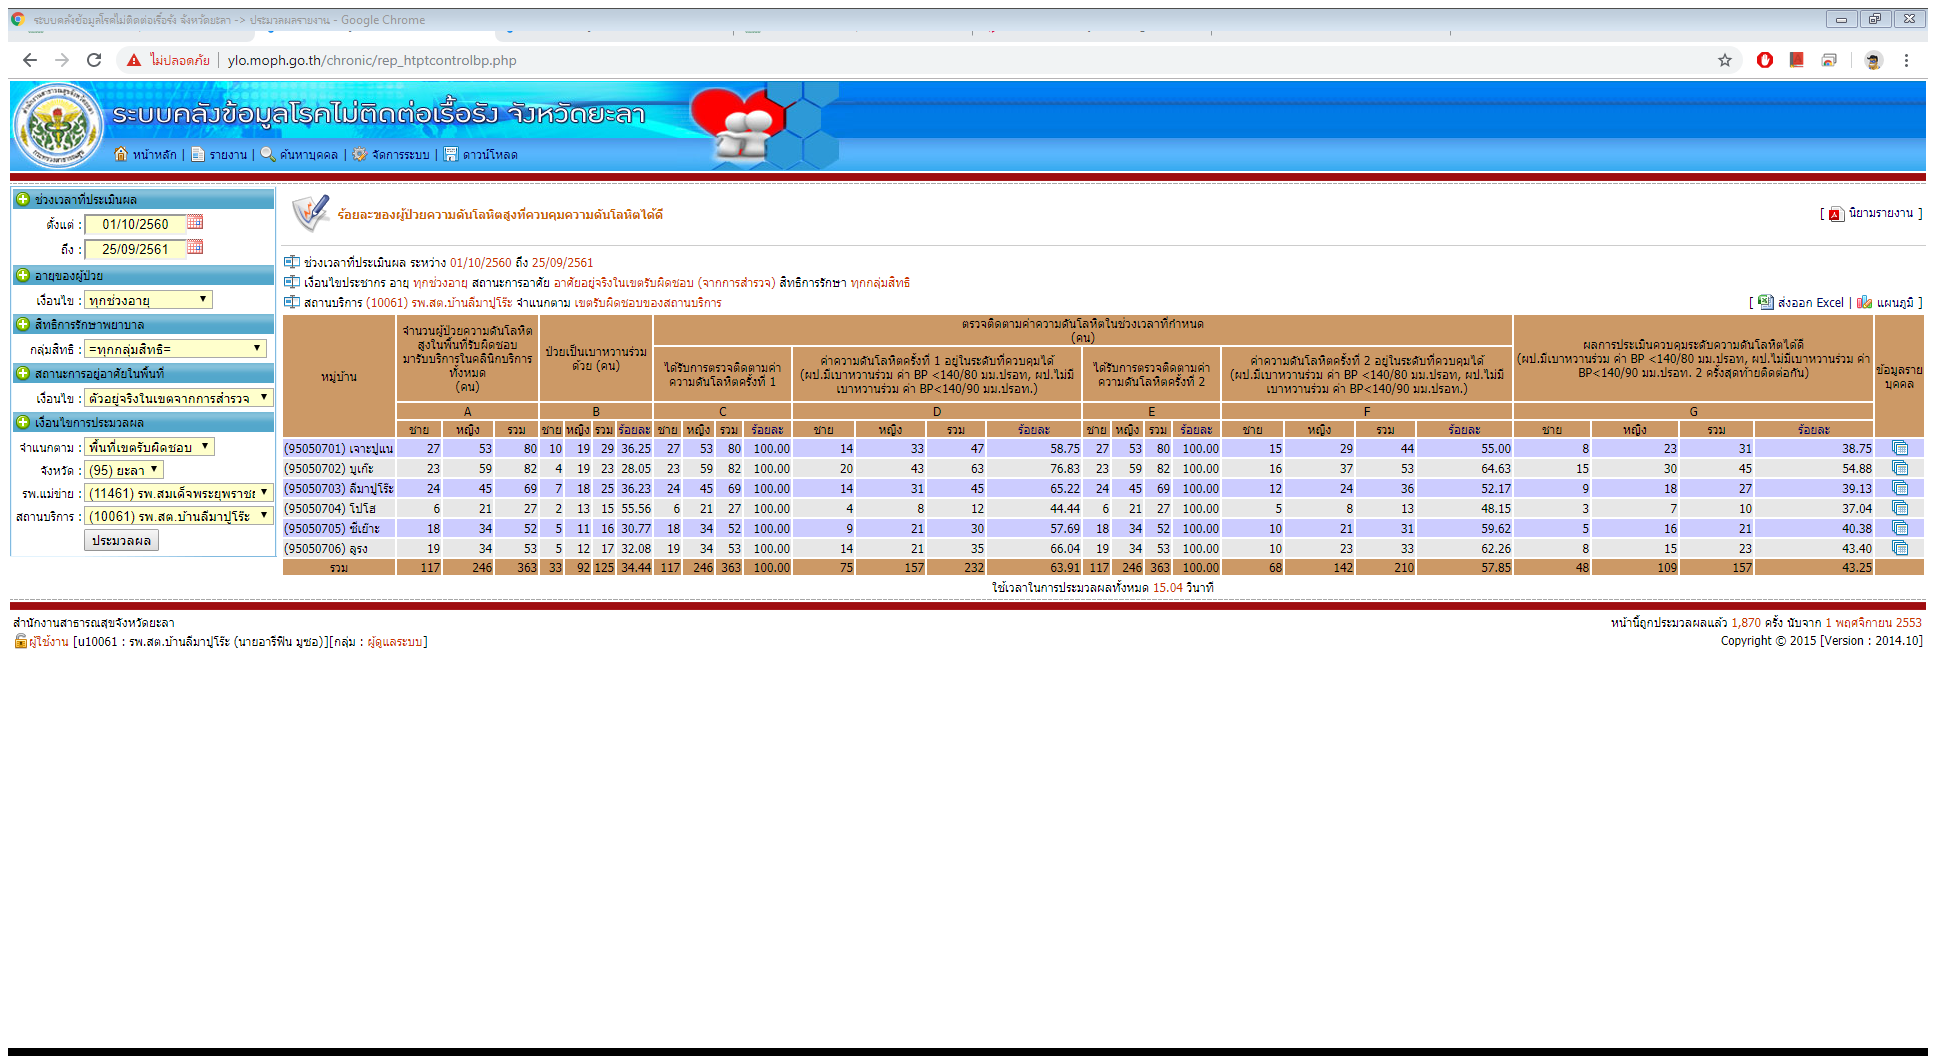 ระบบคลังข้อมูลโรคไม่ติดต่อเรื้อรัง จังหวัดยะลา -> ประมวลผลรายงาน - Google Chrome
ไม่ปลอดภัย | ylo.moph.go.th/chronic/rep_htptcontrolbp.php
ระบบคลังข้อมูลโรคไม่ติดต่อเรื้อรัง จังหวัดยะลา
หน้าหลัก | รายงาน | ค้นหาบุคคล | จัดการระบบ | ดาวน์โหลด
ช่วงเวลาที่ประเมินผล
ตั้งแต่ : 01/10/2560
ถึง : 25/09/2561
อายุของผู้ป่วย
เงื่อนไข : ทุกช่วงอายุ
สิทธิการรักษาพยาบาล
กลุ่มสิทธิ : =ทุกกลุ่มสิทธิ=
สถานะการอยู่อาศัยในพื้นที่
เงื่อนไข : ตัวอยู่จริงในเขตจากการสำรวจ
เงื่อนไขการประมวลผล
จำแนกตาม : พื้นที่เขตรับผิดชอบ
จังหวัด : (95) ยะลา
รพ.แม่ข่าย : (11461) รพ.สมเด็จพระยุพราชย
สถานบริการ : (10061) รพ.สต.บ้านลีมาปูโร๊ะ
ประมวลผล
ร้อยละของผู้ป่วยความดันโลหิตสูงที่ควบคุมความดันโลหิตได้ดี
[ นิยามรายงาน ]
ช่วงเวลาที่ประเมินผล ระหว่าง 01/10/2560 ถึง 25/09/2561
เงื่อนไขประชากร อายุ ทุกช่วงอายุ สถานะการอาศัย อาศัยอยู่จริงในเขตรับผิดชอบ (จากการสำรวจ) สิทธิการรักษา ทุกกลุ่มสิทธิ
สถานบริการ (10061) รพ.สต.บ้านลีมาปูโร๊ะ จำแนกตาม เขตรับผิดชอบของสถานบริการ
[ ส่งออก Excel | แผนภูมิ ]
หมู่บ้าน
จำนวนผู้ป่วยความดันโลหิต
สูงในพื้นที่รับผิดชอบ
มารับบริการในคลินิกบริการ
ทั้งหมด
(คน)
ป่วยเป็นเบาหวานร่วม
ด้วย (คน)
ตรวจติดตามค่าความดันโลหิตในช่วงเวลาที่กำหนด
(คน)
ได้รับการตรวจติดตามค่า
ความดันโลหิตครั้งที่ 1
ค่าความดันโลหิตครั้งที่ 1 อยู่ในระดับที่ควบคุมได้
(ผป.มีเบาหวานร่วม ค่า BP <140/80 มม.ปรอท, ผป.ไม่มี
เบาหวานร่วม ค่า BP<140/90 มม.ปรอท.)
ได้รับการตรวจติดตามค่า
ความดันโลหิตครั้งที่ 2
ค่าความดันโลหิตครั้งที่ 2 อยู่ในระดับที่ควบคุมได้
(ผป.มีเบาหวานร่วม ค่า BP <140/80 มม.ปรอท, ผป.ไม่มี
เบาหวานร่วม ค่า BP<140/90 มม.ปรอท.)
ผลการประเมินควบคุมระดับความดันโลหิตได้ดี
(ผป.มีเบาหวานร่วม ค่า BP <140/80 มม.ปรอท, ผป.ไม่มีเบาหวานร่วม ค่า
BP<140/90 มม.ปรอท. 2 ครั้งสุดท้ายติดต่อกัน)
ข้อมูลราย
บุคคล
A B C D E F G
ชาย หญิง รวม ชาย หญิง รวม ร้อยละ ชาย หญิง รวม ร้อยละ ชาย หญิง รวม ร้อยละ ชาย หญิง รวม ร้อยละ ชาย หญิง รวม ร้อยละ ชาย หญิง รวม ร้อยละ
(95050701) เจาะปูแน 27 53 80 10 19 29 36.25 27 53 80 100.00 14 33 47 58.75 27 53 80 100.00 15 29 44 55.00 8 23 31 38.75
(95050702) บูเก๊ะ 23 59 82 4 19 23 28.05 23 59 82 100.00 20 43 63 76.83 23 59 82 100.00 16 37 53 64.63 15 30 45 54.88
(95050703) ลีมาปูโร๊ะ 24 45 69 7 18 25 36.23 24 45 69 100.00 14 31 45 65.22 24 45 69 100.00 12 24 36 52.17 9 18 27 39.13
(95050704) โปโฮ 6 21 27 2 13 15 55.56 6 21 27 100.00 4 8 12 44.44 6 21 27 100.00 5 8 13 48.15 3 7 10 37.04
(95050705) ซีเย๊าะ 18 34 52 5 11 16 30.77 18 34 52 100.00 9 21 30 57.69 18 34 52 100.00 10 21 31 59.62 5 16 21 40.38
(95050706) ลูรง 19 34 53 5 12 17 32.08 19 34 53 100.00 14 21 35 66.04 19 34 53 100.00 10 23 33 62.26 8 15 23 43.40
รวม 117 246 363 33 92 125 34.44 117 246 363 100.00 75 157 232 63.91 117 246 363 100.00 68 142 210 57.85 48 109 157 43.25
ใช้เวลาในการประมวลผลทั้งหมด 15.04 วินาที
สำนักงานสาธารณสุขจังหวัดยะลา
หน้านี้ถูกประมวลผลแล้ว 1,870 ครั้ง นับจาก 1 พฤศจิกายน 2553
ผู้ใช้งาน [u10061 : รพ.สต.บ้านลีมาปูโร๊ะ (นายอารีฟีน มูซอ)][กลุ่ม : ผู้ดูแลระบบ]
Copyright © 2015 [Version : 2014.10]